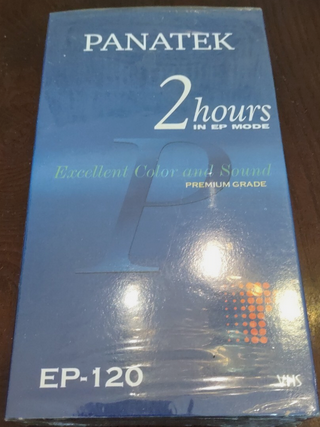 PANATEK
2 hours
IN EP MODE
Excellent Color and Sound
PREMIUM GRADE
P
EP-120
VHS